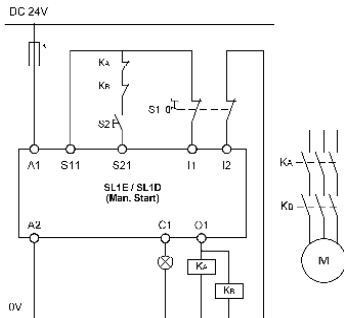 DC 24V
KA
KB
S2
S1
A1 S11 S21 I1 I2
SL1E / SL1D
(Man. Start)
A2 C1 O1
KA
KB
0V
KA
KB
M